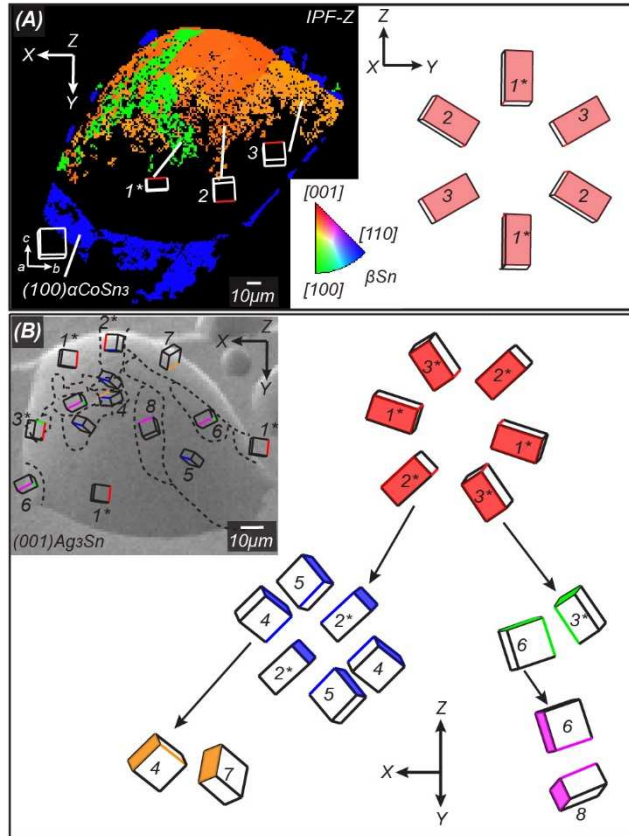 (A)
IPF-Z
X
Z
Y
1*
2
3
c
a
b
(100)αCoSn3
10μm
[001]
[110]
[100]
βSn
Z
X
Y
1*
2
3
3
2
1*
(B)
2*
7
1*
X
Z
Y
4
8
3*
6
1*
5
6
1*
(001)Ag3Sn
10μm
3*
2*
1*
1*
2*
3*
5
4
2*
2*
4
5
3*
6
6
8
4
7
Z
X
Y